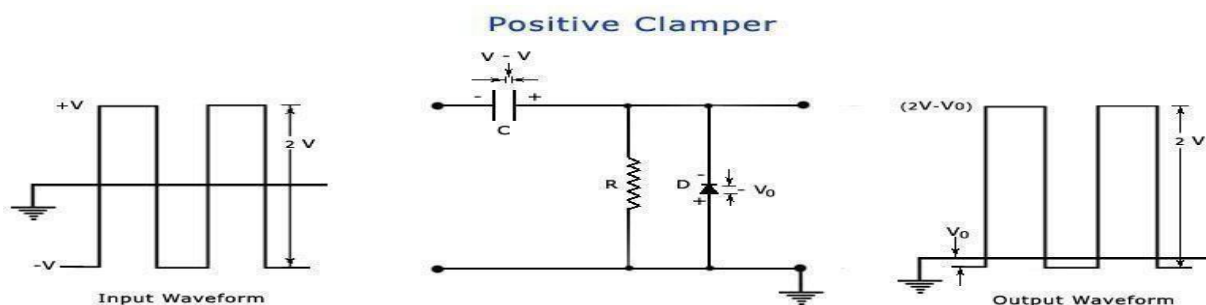 Positive Clamper
V - V
- +
C
+V
2 V
-V
Input Waveform
R
D
-
+
- V0
(2V-V0)
2 V
V0
Output Waveform